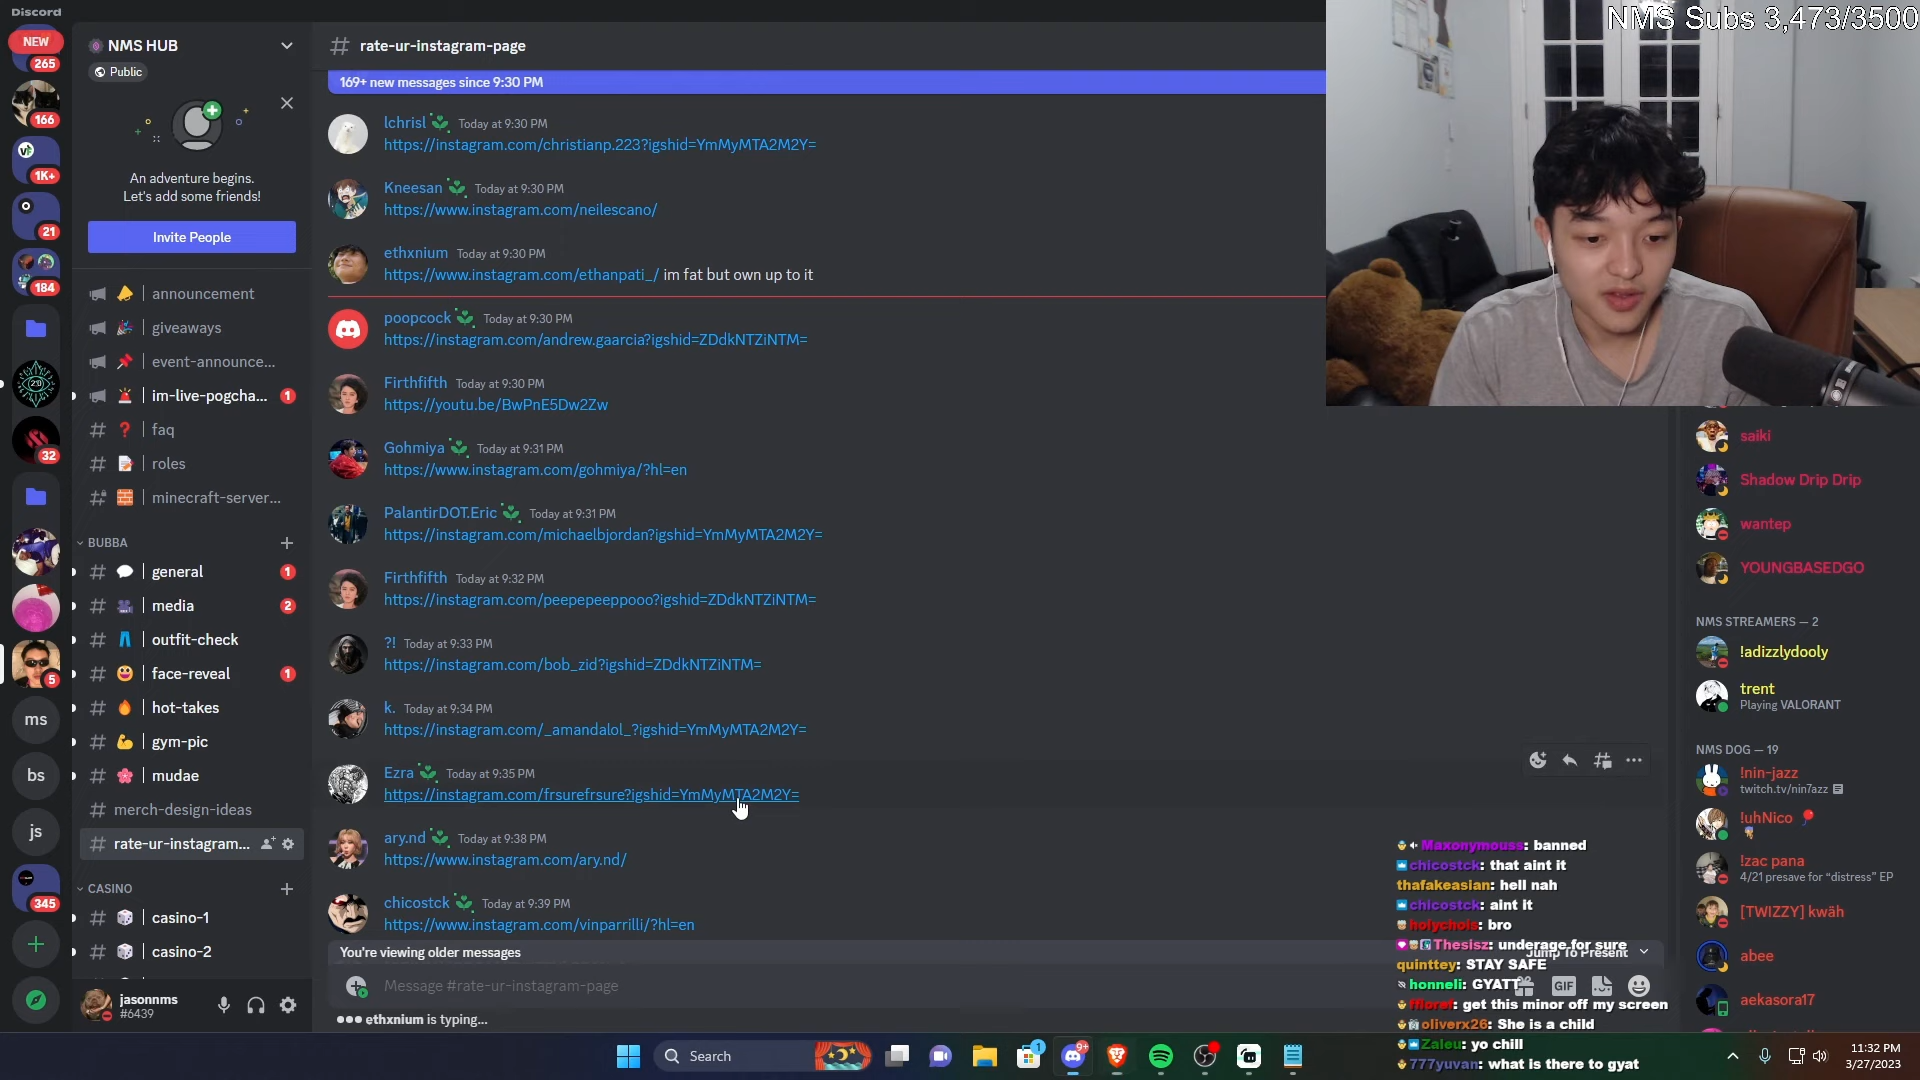 Discord
NEW
265
166
1K+
21
184
32
5
ms
bs
js
345
NMS HUB
Public
An adventure begins.
Let's add some friends!
Invite People
announcement
giveaways
event-announce...
im-live-pogcha...
1
faq
roles
minecraft-server...
BUBBA
general
1
media
2
outfit-check
face-reveal
1
hot-takes
gym-pic
mudae
merch-design-ideas
rate-ur-instagram...
CASINO
casino-1
casino-2
jasonnms
#6439
rate-ur-instagram-page
169+ new messages since 9:30 PM
lchrisl Today at 9:30 PM
https://instagram.com/christianp.223?igshid=YmMyMTA2M2Y=
Kneesan Today at 9:30 PM
https://www.instagram.com/neilescano/
ethxnium Today at 9:30 PM
https://www.instagram.com/ethanpati_/ im fat but own up to it
poopcock Today at 9:30 PM
https://instagram.com/andrew.gaarcia?igshid=ZDdkNTZiNTM=
Firthfifth Today at 9:30 PM
https://youtu.be/BwPnE5Dw2Zw
Gohmiya Today at 9:31 PM
https://www.instagram.com/gohmiya/?hl=en
PalantirDOT.Eric Today at 9:31 PM
https://instagram.com/michaelbjordan?igshid=YmMyMTA2M2Y=
Firthfifth Today at 9:32 PM
https://instagram.com/peepepeeppooo?igshid=ZDdkNTZiNTM=
?! Today at 9:33 PM
https://instagram.com/bob_zid?igshid=ZDdkNTZiNTM=
k. Today at 9:34 PM
https://instagram.com/_amandalol_?igshid=YmMyMTA2M2Y=
Ezra Today at 9:35 PM
https://instagram.com/frsurefrsure?igshid=YmMyMTA2M2Y=
ary.nd Today at 9:38 PM
https://www.instagram.com/ary.nd/
chicostck Today at 9:39 PM
https://www.instagram.com/vinparrilli/?hl=en
You're viewing older messages
Jump To Present
Message #rate-ur-instagram-page
GIF
ethxnium is typing...
NMS Subs 3,473/3500
saiki
Shadow Drip Drip
wantep
YOUNGBASEDGO
NMS STREAMERS — 2
!adizzlydooly
trent
Playing VALORANT
NMS DOG — 19
!nin-jazz
twitch.tv/nin7azz
!uhNico
!zac pana
4/21 presave for “distress” EP
[TWIZZY] kwäh
abee
aekasora17
Maxonymouss: banned
chicostck: that aint it
thafakeasian: hell nah
chicostck: aint it
holychois: bro
Thesisz: underage for sure
quinttey: STAY SAFE
honneli: GYATT
ffloref: get this minor off my screen
oliverx26: She is a child
Zaleu: yo chill
777yuvan: what is there to gyat
Search
1
9+
11:32 PM
3/27/2023